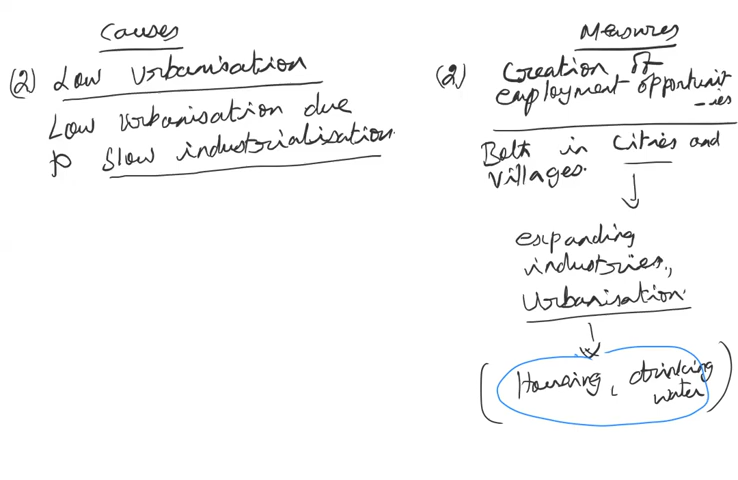 Causes
(2) Low Urbanisation
Low Urbanisation due
to slow industrialisation.
Measures
(2) Creation of
employment opportunit
-ies
Both in Cities and
Villages.
expanding
industries,
Urbanisation.
(Housing, drinking
water)